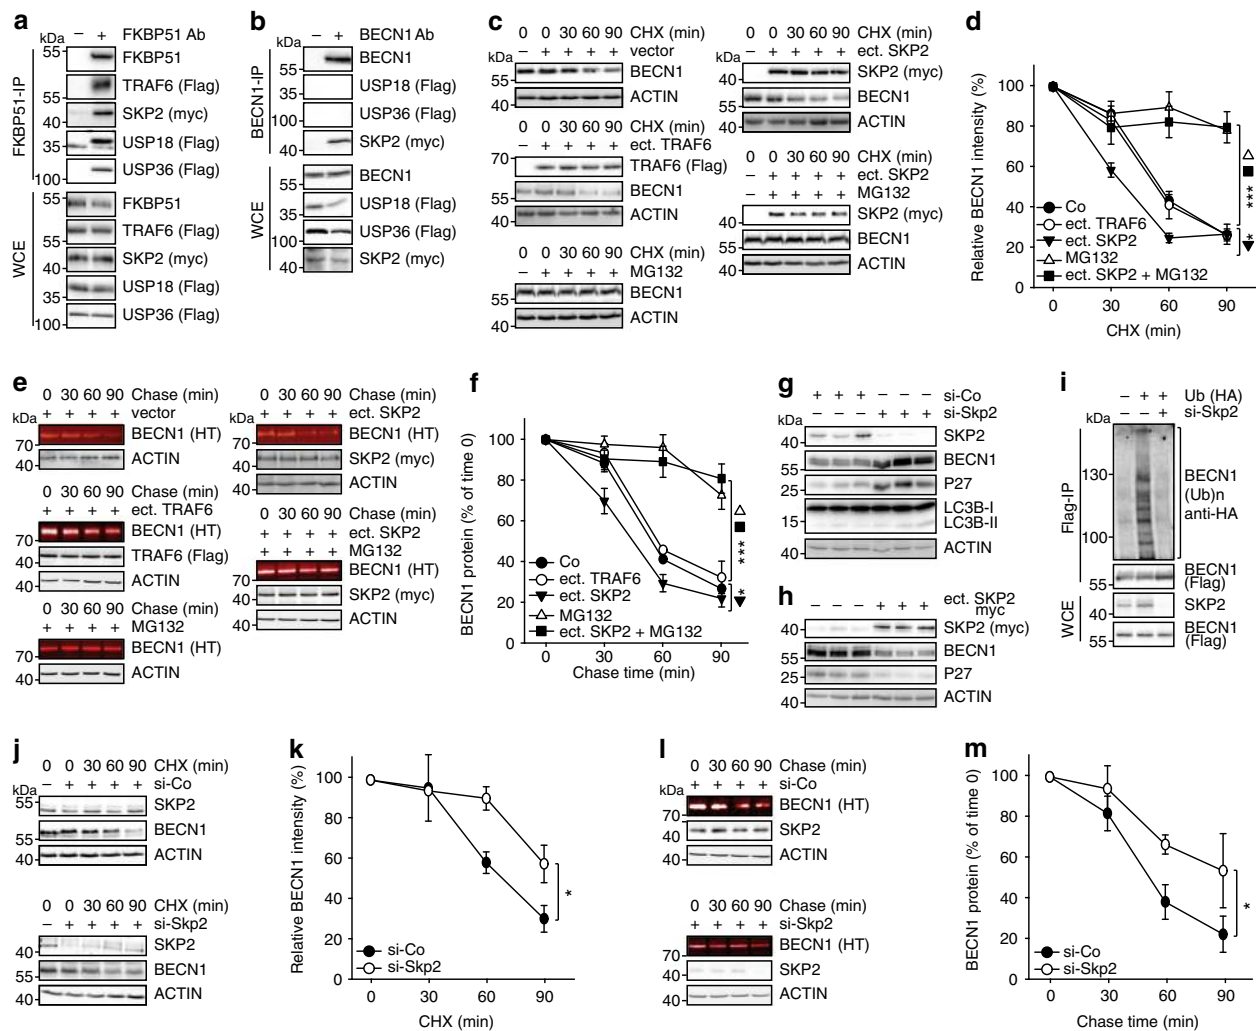 a
kDa
– + FKBP51 Ab
FKBP51-IP
55
FKBP51
TRAF6 (Flag)
55
SKP2 (myc)
40
USP18 (Flag)
35
USP36 (Flag)
100
WCE
55
FKBP51
TRAF6 (Flag)
55
SKP2 (myc)
40
USP18 (Flag)
35
USP36 (Flag)
100
b
kDa
– + BECN1 Ab
BECN1-IP
BECN1
55
USP18 (Flag)
35
USP36 (Flag)
100
SKP2 (myc)
40
WCE
BECN1
55
USP18 (Flag)
35
USP36 (Flag)
100
SKP2 (myc)
40
c
0 0 30 60 90 CHX (min)
– + + + + vector
kDa
BECN1
55
ACTIN
40
0 0 30 60 90 CHX (min)
– + + + + ect. TRAF6
70
TRAF6 (Flag)
BECN1
55
ACTIN
40
0 0 30 60 90 CHX (min)
– + + + + MG132
BECN1
55
ACTIN
40
0 0 30 60 90 CHX (min)
– + + + + ect. SKP2
kDa
SKP2 (myc)
40
BECN1
55
ACTIN
40
0 0 30 60 90 CHX (min)
– + + + + ect. SKP2
– + + + + MG132
SKP2 (myc)
40
BECN1
55
ACTIN
40
d
Relative BECN1 intensity (%)
100
80
60
40
20
0
Co
ect. TRAF6
ect. SKP2
MG132
ect. SKP2 + MG132
***
*
0 30 60 90
CHX (min)
e
0 30 60 90 Chase (min)
+ + + + vector
kDa
BECN1 (HT)
70
ACTIN
40
0 30 60 90 Chase (min)
+ + + + ect. TRAF6
BECN1 (HT)
70
TRAF6 (Flag)
40
ACTIN
40
0 30 60 90 Chase (min)
+ + + + MG132
BECN1 (HT)
70
ACTIN
40
0 30 60 90 Chase (min)
+ + + + ect. SKP2
kDa
BECN1 (HT)
70
SKP2 (myc)
40
ACTIN
40
0 30 60 90 Chase (min)
+ + + + ect. SKP2
+ + + + MG132
BECN1 (HT)
70
SKP2 (myc)
40
ACTIN
40
f
BECN1 protein (% of time 0)
100
80
60
40
20
0
Co
ect. TRAF6
ect. SKP2
MG132
ect. SKP2 + MG132
***
*
0 30 60 90
Chase time (min)
g
+ + + – – – si-Co
– – – + + + si-Skp2
kDa
SKP2
40
BECN1
55
P27
25
LC3B-I
LC3B-II
15
ACTIN
40
h
– – – + + + ect. SKP2
myc
SKP2 (myc)
40
BECN1
55
P27
25
ACTIN
40
i
– + + Ub (HA)
– – + si-Skp2
kDa
Flag-IP
130
100
BECN1
(Ub)n
anti-HA
BECN1
(Flag)
55
WCE
SKP2
40
BECN1
(Flag)
55
j
0 0 30 60 90 CHX (min)
– + + + + si-Co
kDa
55
SKP2
BECN1
55
ACTIN
40
0 0 30 60 90 CHX (min)
– + + + + si-Skp2
SKP2
40
BECN1
55
ACTIN
40
k
Relative BECN1 intensity (%)
100
80
60
40
20
0
si-Co
si-Skp2
*
0 30 60 90
CHX (min)
l
0 30 60 90 Chase (min)
+ + + + si-Co
kDa
BECN1 (HT)
70
SKP2
40
ACTIN
40
0 30 60 90 Chase (min)
+ + + + si-Skp2
BECN1 (HT)
70
SKP2
40
ACTIN
40
m
BECN1 protein (% of time 0)
100
80
60
40
20
0
si-Co
si-Skp2
*
0 30 60 90
Chase time (min)